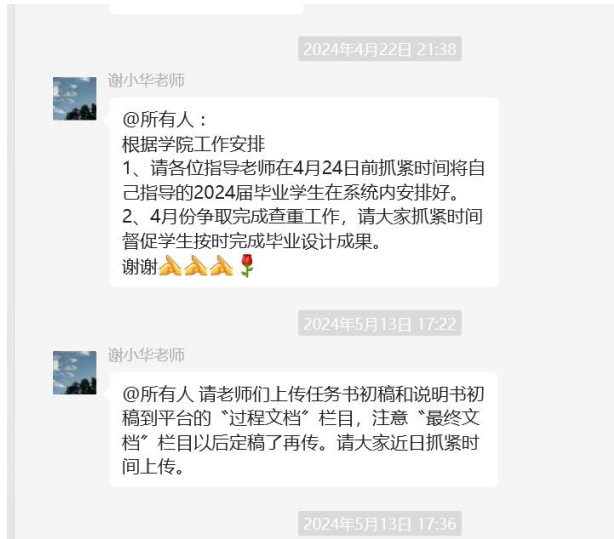 2024年4月22日 21:38
谢小华老师
@所有人：
根据学院工作安排
1、请各位指导老师在4月24日前抓紧时间将自
己指导的2024届毕业学生在系统内安排好。
2、4月份争取完成查重工作，请大家抓紧时间
督促学生按时完成毕业设计成果。
谢谢🙏🙏🙏🌹
2024年5月13日 17:22
谢小华老师
@所有人 请老师们上传任务书初稿和说明书初
稿到平台的〝过程文档〞栏目，注意〝最终文
档〞栏目以后定稿了再传。请大家近日抓紧时
间上传。
2024年5月13日 17:36